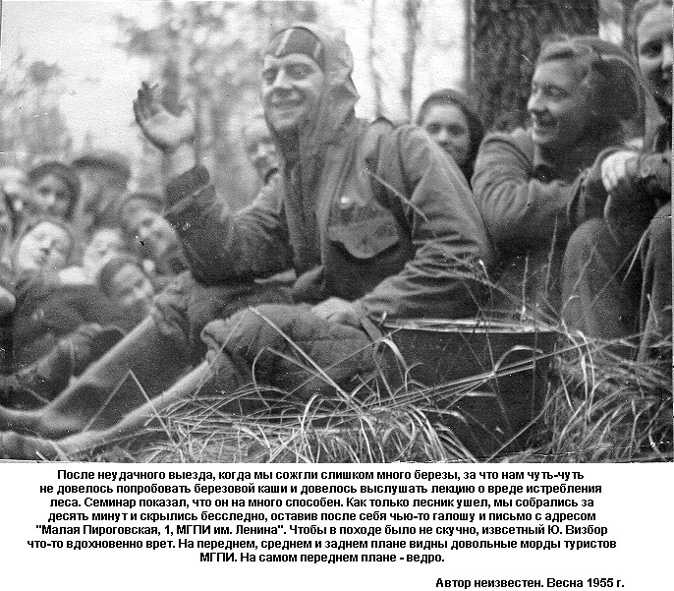 После неудачного выезда, когда мы сожгли слишком много березы, за что нам чуть-чуть
не довелось попробовать березовой каши и довелось выслушать лекцию о вреде истребления
леса. Семинар показал, что он на много способен. Как только лесник ушел, мы собрались за
десять минут и скрылись бесследно, оставив после себя чью-то галошу и письмо с адресом
"Малая Пироговская, 1, МГПИ им. Ленина". Чтобы в походе было не скучно, извсетный Ю. Визбор
что-то вдохновенно врет. На переднем, среднем и заднем плане видны довольные морды туристов
МГПИ. На самом переднем плане - ведро.
Автор неизвестен. Весна 1955 г.